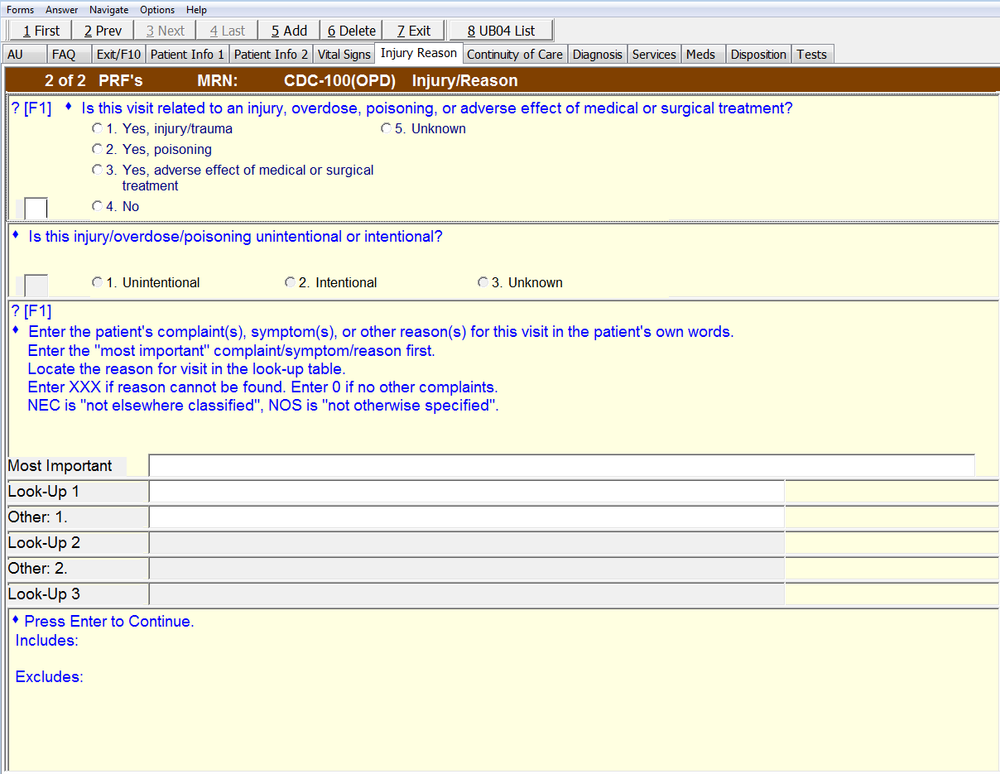 Forms Answer Navigate Options Help
1 First 2 Prev 3 Next 4 Last 5 Add 6 Delete 7 Exit 8 UB04 List
AU FAQ Exit/F10 Patient Info 1 Patient Info 2 Vital Signs Injury Reason Continuity of Care Diagnosis Services Meds Disposition Tests
2 of 2 PRF's MRN: CDC-100(OPD) Injury/Reason
? [F1] ♦ Is this visit related to an injury, overdose, poisoning, or adverse effect of medical or surgical treatment?
1. Yes, injury/trauma 5. Unknown
2. Yes, poisoning
3. Yes, adverse effect of medical or surgical
treatment
4. No
♦ Is this injury/overdose/poisoning unintentional or intentional?
1. Unintentional 2. Intentional 3. Unknown
? [F1]
♦ Enter the patient's complaint(s), symptom(s), or other reason(s) for this visit in the patient's own words.
Enter the "most important" complaint/symptom/reason first.
Locate the reason for visit in the look-up table.
Enter XXX if reason cannot be found. Enter 0 if no other complaints.
NEC is "not elsewhere classified", NOS is "not otherwise specified".
Most Important
Look-Up 1
Other: 1.
Look-Up 2
Other: 2.
Look-Up 3
♦ Press Enter to Continue.
Includes:
Excludes: